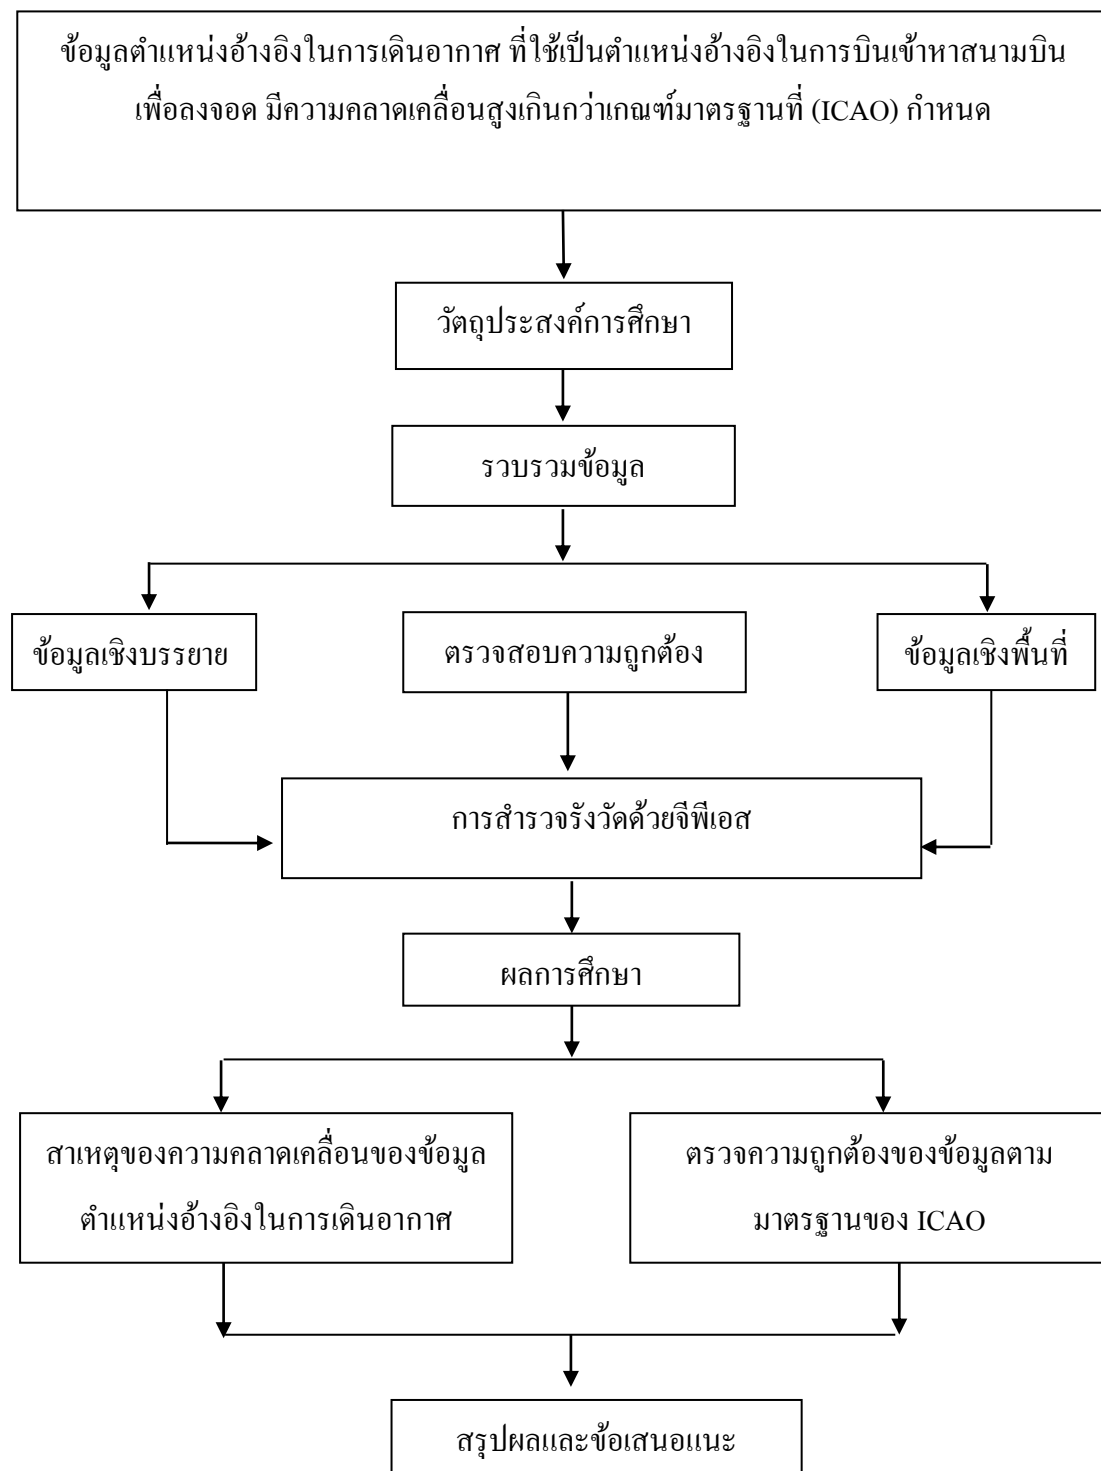 ข้อมูลตำแหน่งอ้างอิงในการเดินอากาศ ที่ใช้เป็นตำแหน่งอ้างอิงในการบินเข้าหาสนามบิน
เพื่อลงจอด มีความคลาดเคลื่อนสูงเกินกว่าเกณฑ์มาตรฐานที่ (ICAO) กำหนด
วัตถุประสงค์การศึกษา
รวบรวมข้อมูล
ข้อมูลเชิงบรรยาย
ตรวจสอบความถูกต้อง
ข้อมูลเชิงพื้นที่
การสำรวจรังวัดด้วยจีพีเอส
ผลการศึกษา
สาเหตุของความคลาดเคลื่อนของข้อมูล
ตำแหน่งอ้างอิงในการเดินอากาศ
ตรวจความถูกต้องของข้อมูลตาม
มาตรฐานของ ICAO
สรุปผลและข้อเสนอแนะ